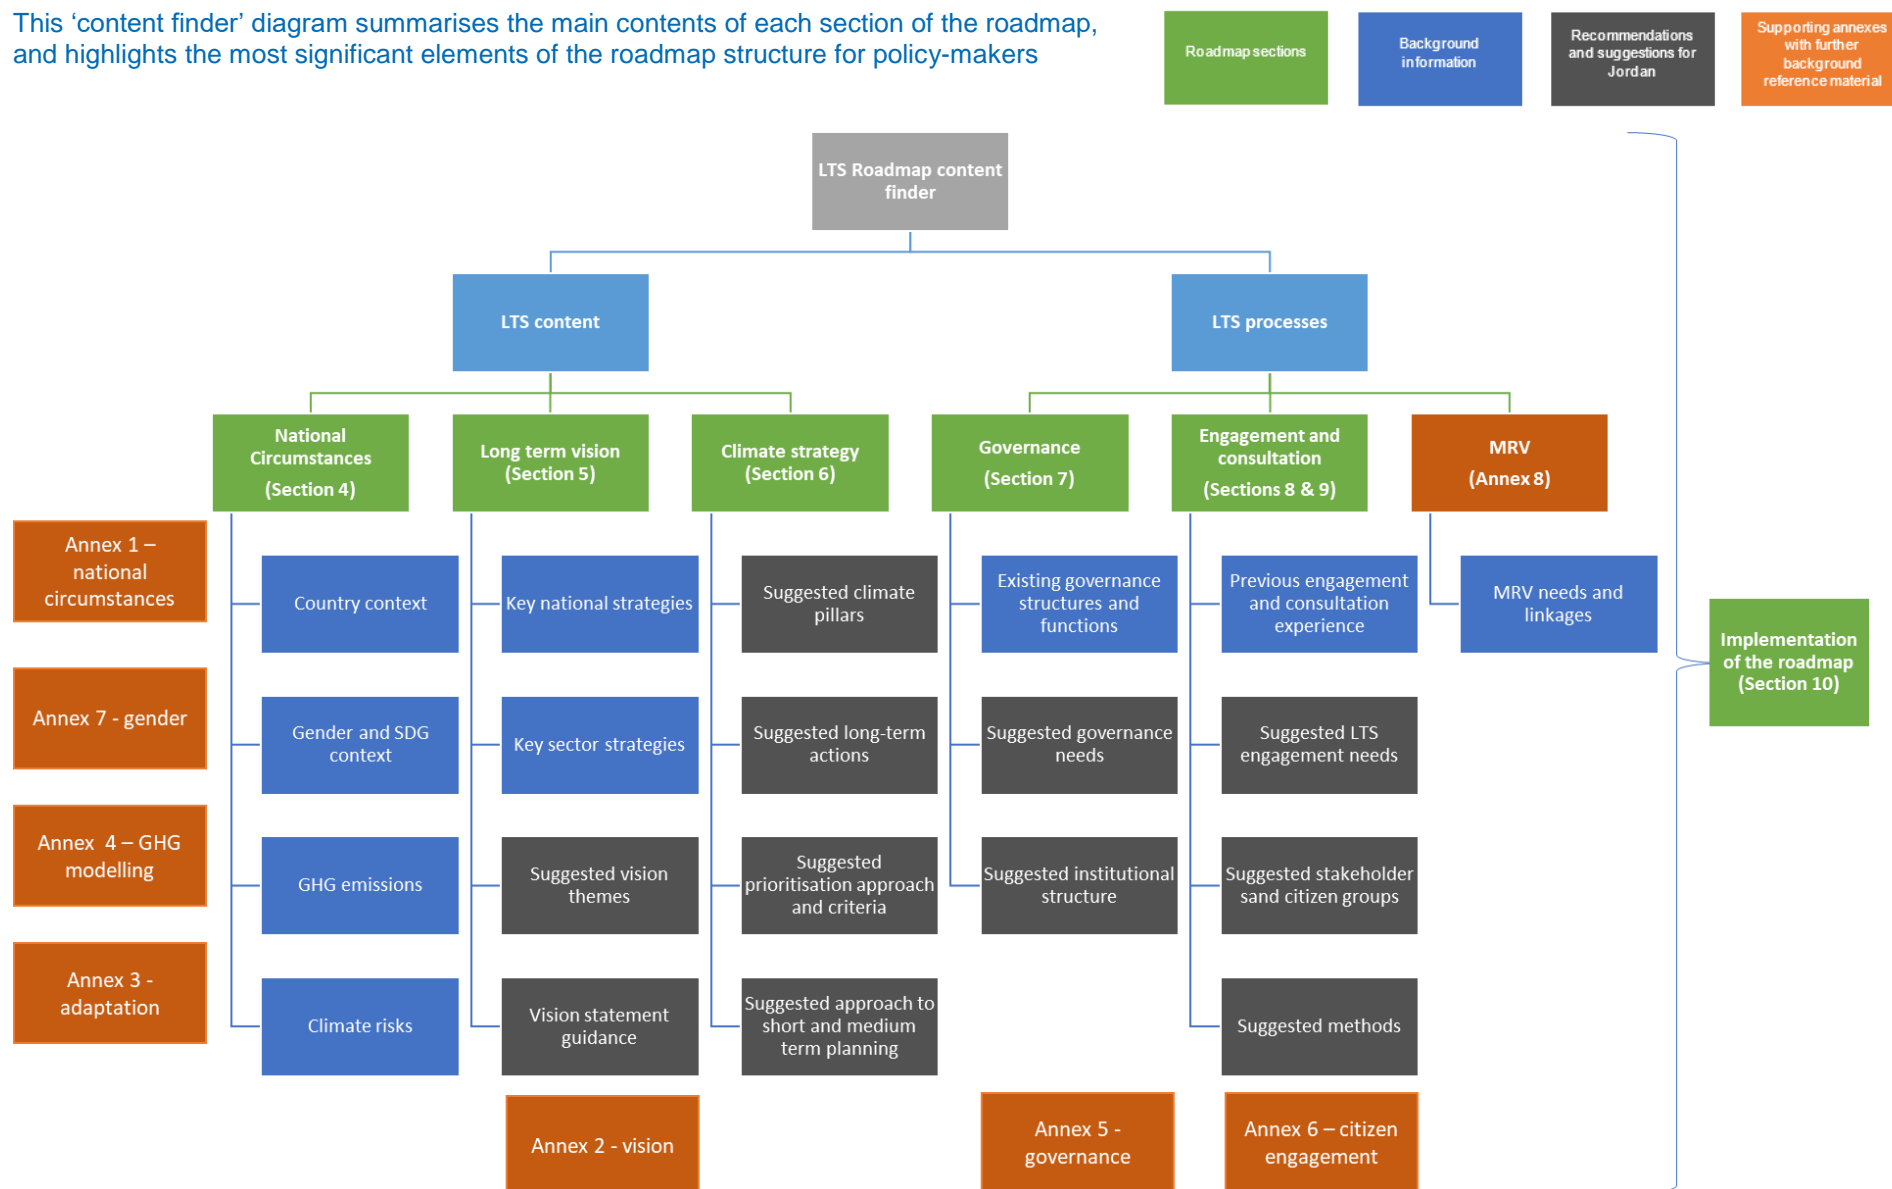 This ‘content finder’ diagram summarises the main contents of each section of the roadmap,
and highlights the most significant elements of the roadmap structure for policy-makers
Roadmap sections
Background
information
Recommendations
and suggestions for
Jordan
Supporting annexes
with further
background
reference material
LTS Roadmap content
finder
LTS content
LTS processes
National
Circumstances
(Section 4)
Long term vision
(Section 5)
Climate strategy
(Section 6)
Governance
(Section 7)
Engagement and
consultation
(Sections 8 & 9)
MRV
(Annex 8)
Annex 1 –
national
circumstances
Country context
Key national strategies
Suggested climate
pillars
Existing governance
structures and
functions
Previous engagement
and consultation
experience
MRV needs and
linkages
Implementation
of the roadmap
(Section 10)
Annex 7 - gender
Gender and SDG
context
Key sector strategies
Suggested long-term
actions
Suggested governance
needs
Suggested LTS
engagement needs
Annex  4 – GHG
modelling
GHG emissions
Suggested vision
themes
Suggested
prioritisation approach
and criteria
Suggested institutional
structure
Suggested stakeholder
sand citizen groups
Annex 3 -
adaptation
Climate risks
Vision statement
guidance
Suggested approach to
short and medium
term planning
Suggested methods
Annex 2 - vision
Annex 5 -
governance
Annex 6 – citizen
engagement